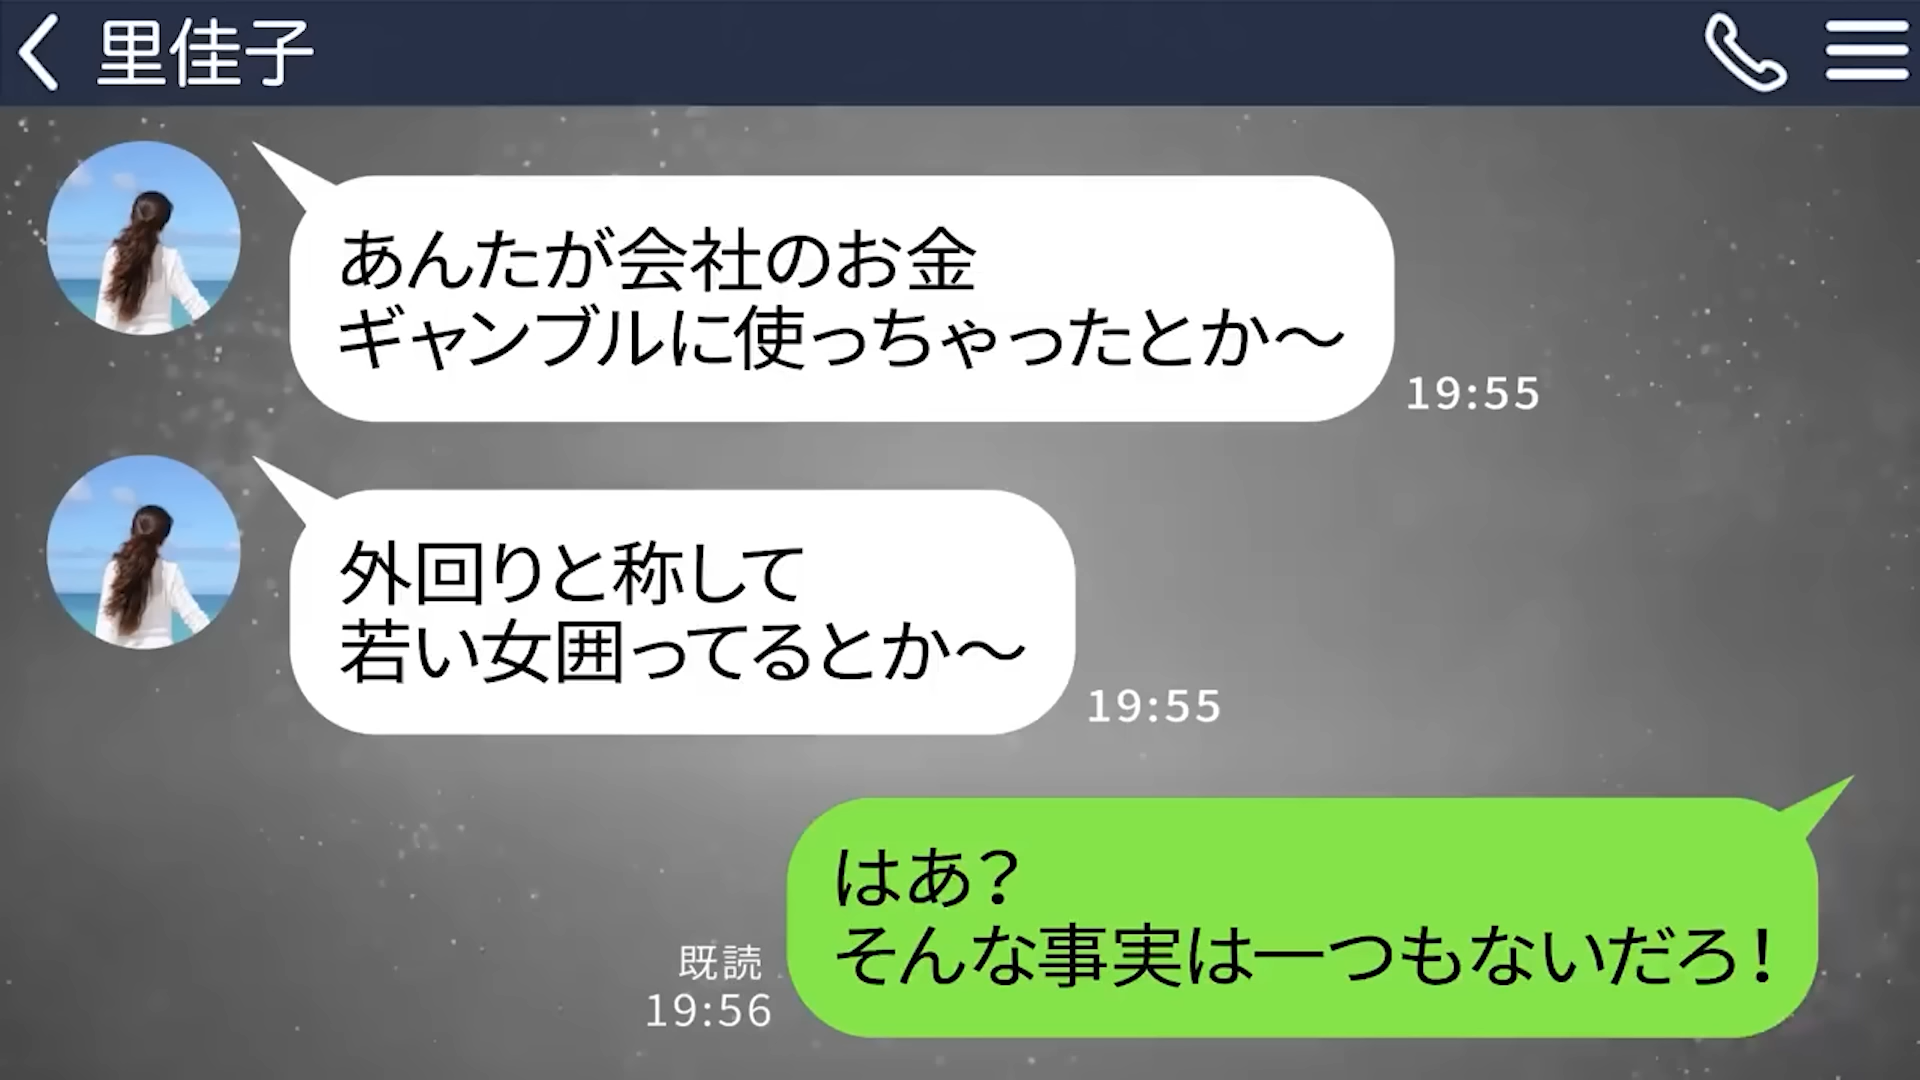 里佳子
あんたが会社のお金
ギャンブルに使っちゃったとか〜
19:55
外回りと称して
若い女囲ってるとか〜
19:55
はあ？
そんな事実は一つもないだろ！
既読
19:56